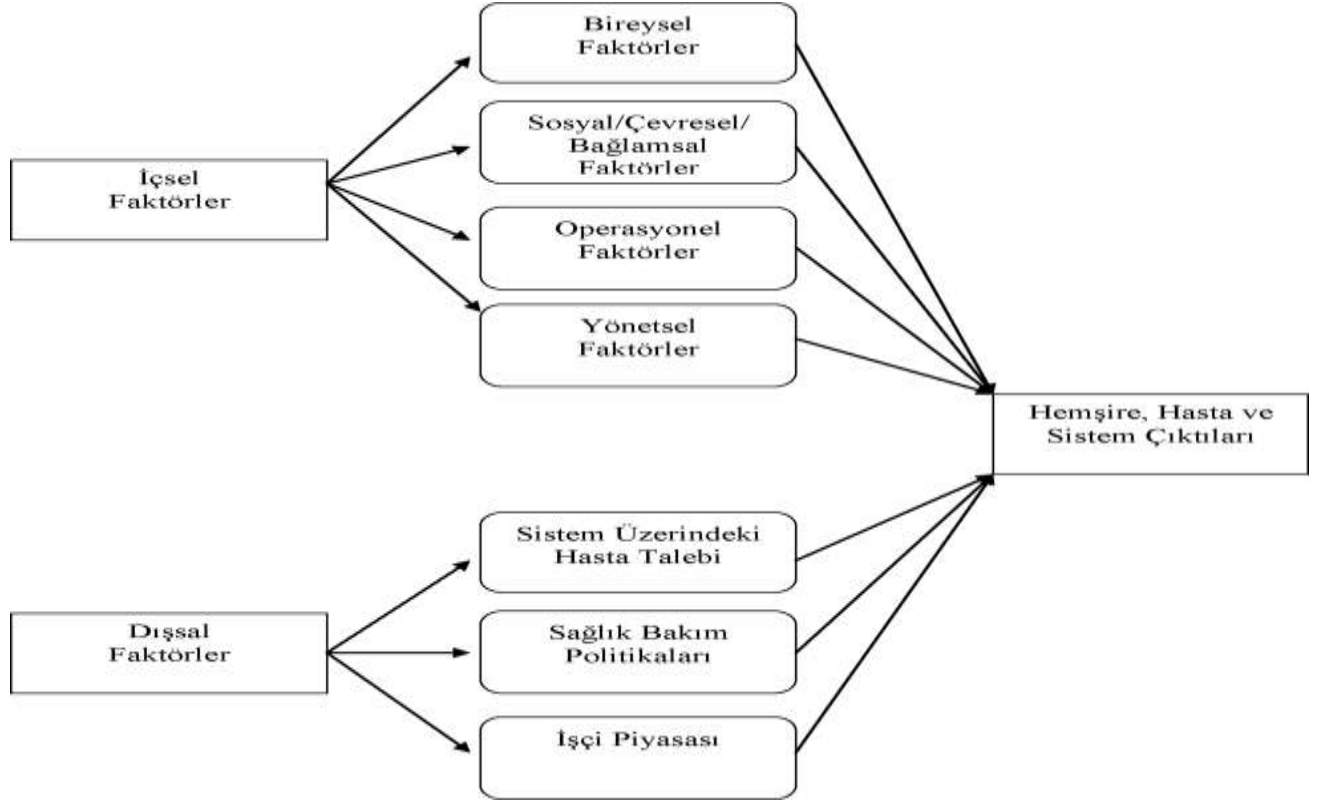 Bireysel
Faktörler
Sosyal/Çevresel/
Bağlamsal
Faktörler
İçsel
Faktörler
Operasyonel
Faktörler
Yönetsel
Faktörler
Hemşire, Hasta ve
Sistem Çıktıları
Sistem Üzerindeki
Hasta Talebi
Dışsal
Faktörler
Sağlık Bakım
Politikaları
İşçi Piyasası